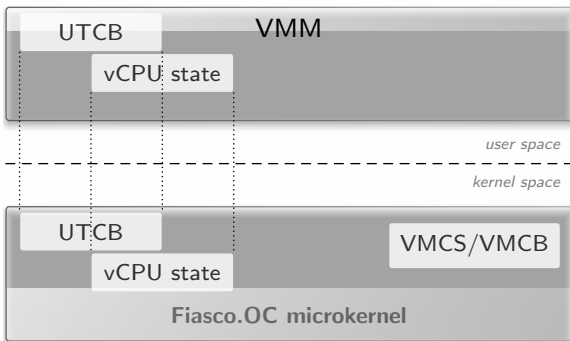 VMM
UTCB
vCPU state
user space
kernel space
UTCB
VMCS/VMCB
vCPU state
Fiasco.OC microkernel